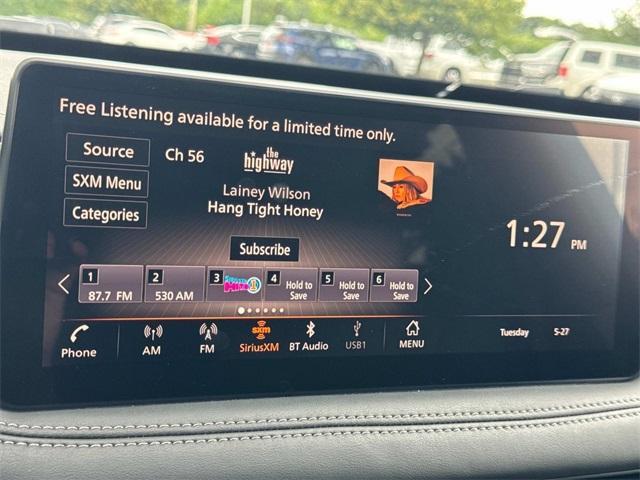 Free Listening available for a limited time only.
Source
Ch 56
the highway
SXM Menu
Lainey Wilson
Hang Tight Honey
Categories
1:27 PM
Subscribe
1
87.7 FM
2
530 AM
3
4
Hold to Save
5
Hold to Save
6
Hold to Save
Phone
AM
FM
sxm
SiriusXM
BT Audio
USB1
MENU
Tuesday
5-27